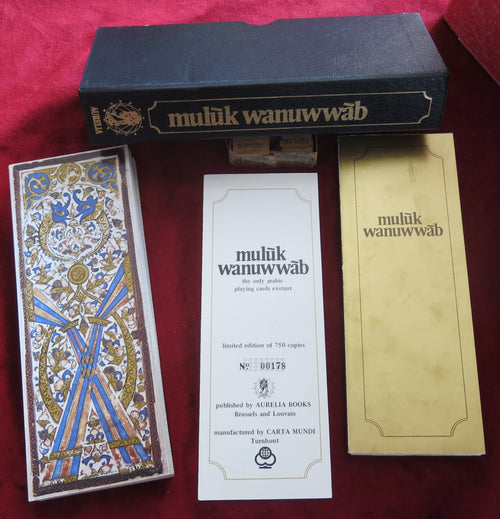 AURELIA
mulūk wanuwwāb
mulūk
wanuwwāb
the only arabic
playing cards exstant
limited edition of 750 copies
No 00178
published by AURELIA BOOKS
Brussels and Louvain
manufactured by CARTA MUNDI
Turnhout
mulūk
wanuwwāb